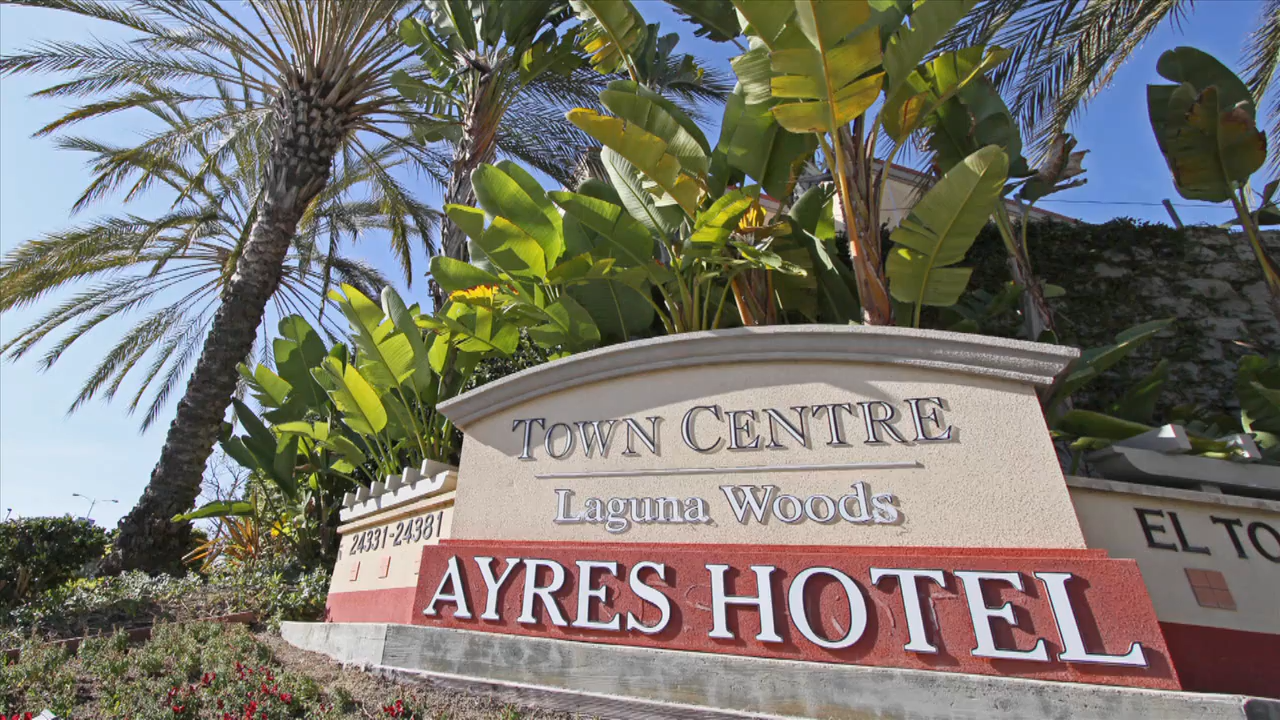 TOWN CENTRE
Laguna Woods
24331-24381
AYRES HOTEL
EL TO